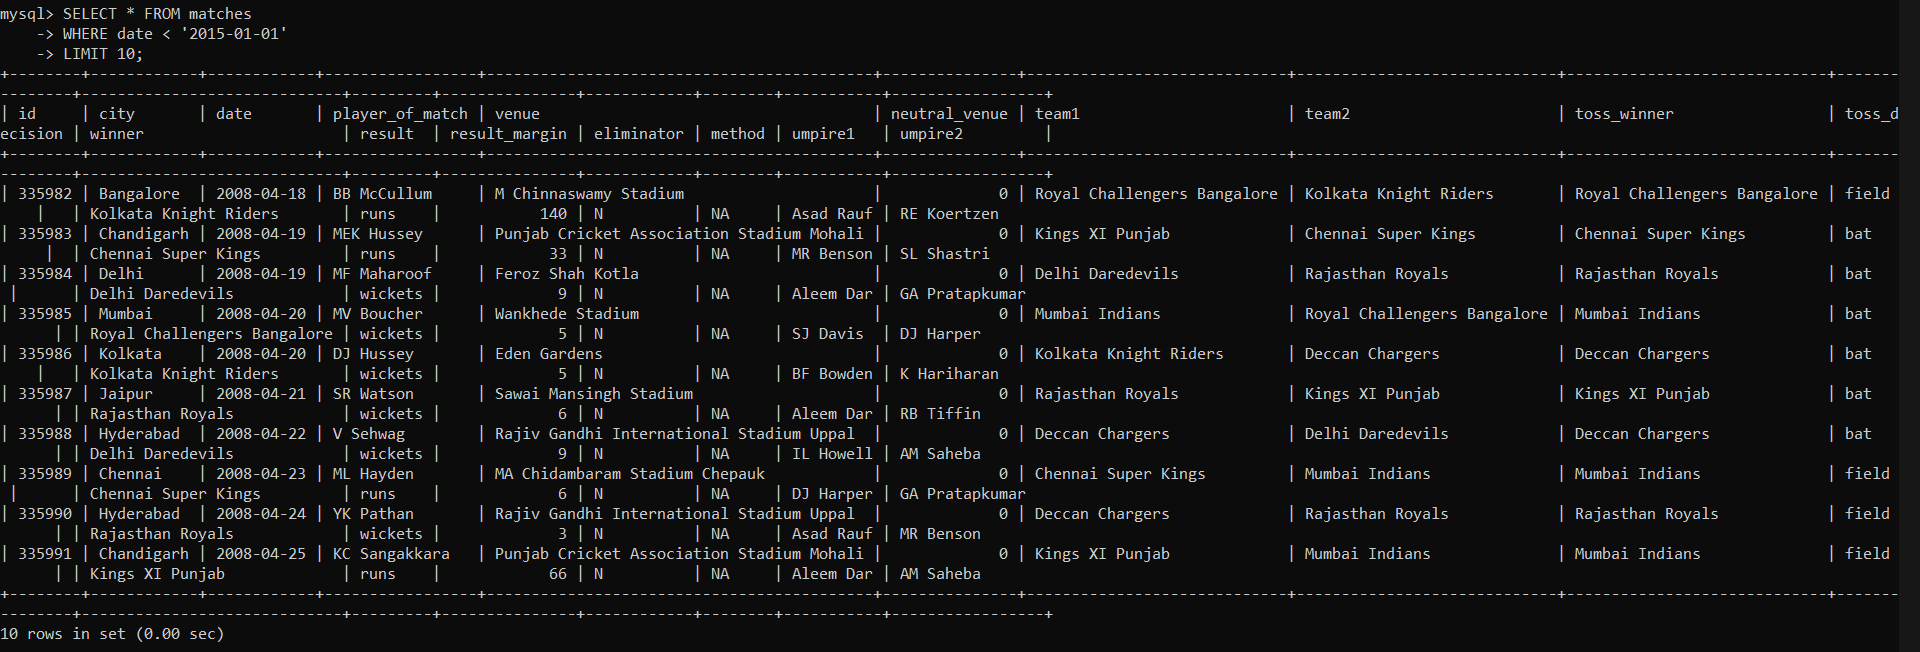 mysql> SELECT * FROM matches
    -> WHERE date < '2015-01-01'
    -> LIMIT 10;
+--------+------------+------------+-----------------+-------------------------------------------+---------------+-----------------------------+-----------------------------+-----------------------------+-------
--------+-----------------------------+---------+---------------+------------+--------+-----------+-----------------+
| id     | city       | date       | player_of_match | venue                                     | neutral_venue | team1                       | team2                       | toss_winner                 | toss_d
ecision | winner                      | result  | result_margin | eliminator | method | umpire1   | umpire2         |
+--------+------------+------------+-----------------+-------------------------------------------+---------------+-----------------------------+-----------------------------+-----------------------------+-------
--------+-----------------------------+---------+---------------+------------+--------+-----------+-----------------+
| 335982 | Bangalore  | 2008-04-18 | BB McCullum     | M Chinnaswamy Stadium                     |             0 | Royal Challengers Bangalore | Kolkata Knight Riders       | Royal Challengers Bangalore | field
    |   | Kolkata Knight Riders       | runs    |           140 | N          | NA     | Asad Rauf | RE Koertzen
| 335983 | Chandigarh | 2008-04-19 | MEK Hussey      | Punjab Cricket Association Stadium Mohali |             0 | Kings XI Punjab             | Chennai Super Kings         | Chennai Super Kings         | bat
     |  | Chennai Super Kings         | runs    |            33 | N          | NA     | MR Benson | SL Shastri
| 335984 | Delhi      | 2008-04-19 | MF Maharoof     | Feroz Shah Kotla                          |             0 | Delhi Daredevils            | Rajasthan Royals            | Rajasthan Royals            | bat
 |      | Delhi Daredevils            | wickets |             9 | N          | NA     | Aleem Dar | GA Pratapkumar
| 335985 | Mumbai     | 2008-04-20 | MV Boucher      | Wankhede Stadium                          |             0 | Mumbai Indians              | Royal Challengers Bangalore | Mumbai Indians              | bat
      | | Royal Challengers Bangalore | wickets |             5 | N          | NA     | SJ Davis  | DJ Harper
| 335986 | Kolkata    | 2008-04-20 | DJ Hussey       | Eden Gardens                              |             0 | Kolkata Knight Riders       | Deccan Chargers             | Deccan Chargers             | bat
    |   | Kolkata Knight Riders       | wickets |             5 | N          | NA     | BF Bowden | K Hariharan
| 335987 | Jaipur     | 2008-04-21 | SR Watson       | Sawai Mansingh Stadium                    |             0 | Rajasthan Royals            | Kings XI Punjab             | Kings XI Punjab             | bat
      | | Rajasthan Royals            | wickets |             6 | N          | NA     | Aleem Dar | RB Tiffin
| 335988 | Hyderabad  | 2008-04-22 | V Sehwag        | Rajiv Gandhi International Stadium Uppal  |             0 | Deccan Chargers             | Delhi Daredevils            | Deccan Chargers             | bat
      | | Delhi Daredevils            | wickets |             9 | N          | NA     | IL Howell | AM Saheba
| 335989 | Chennai    | 2008-04-23 | ML Hayden       | MA Chidambaram Stadium Chepauk            |             0 | Chennai Super Kings         | Mumbai Indians              | Mumbai Indians              | field
 |      | Chennai Super Kings         | runs    |             6 | N          | NA     | DJ Harper | GA Pratapkumar
| 335990 | Hyderabad  | 2008-04-24 | YK Pathan       | Rajiv Gandhi International Stadium Uppal  |             0 | Deccan Chargers             | Rajasthan Royals            | Rajasthan Royals            | field
      | | Rajasthan Royals            | wickets |             3 | N          | NA     | Asad Rauf | MR Benson
| 335991 | Chandigarh | 2008-04-25 | KC Sangakkara   | Punjab Cricket Association Stadium Mohali |             0 | Kings XI Punjab             | Mumbai Indians              | Mumbai Indians              | field
      | | Kings XI Punjab             | runs    |            66 | N          | NA     | Aleem Dar | AM Saheba
+--------+------------+------------+-----------------+-------------------------------------------+---------------+-----------------------------+-----------------------------+-----------------------------+-------
--------+-----------------------------+---------+---------------+------------+--------+-----------+-----------------+
10 rows in set (0.00 sec)